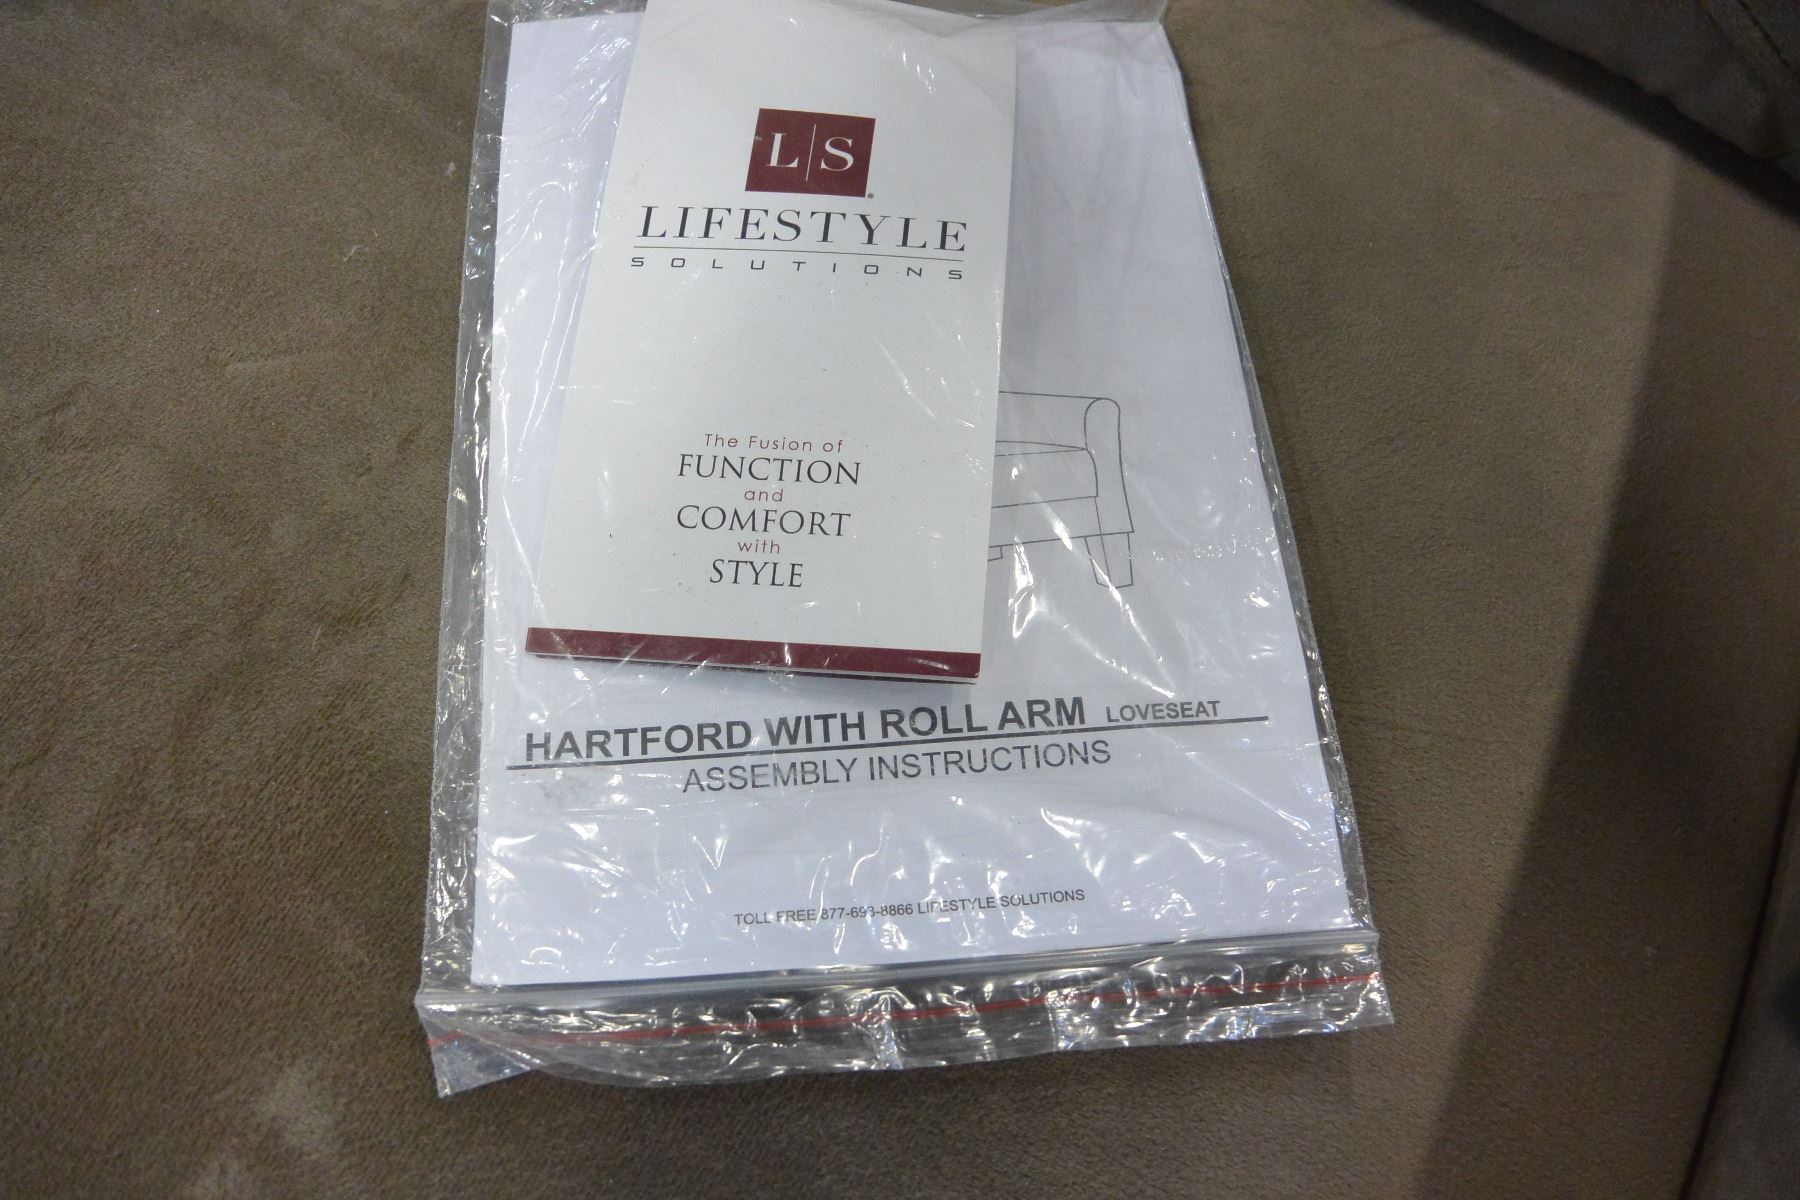 L|S
LIFESTYLE
SOLUTIONS
The Fusion of
FUNCTION
and
COMFORT
with
STYLE
HARTFORD WITH ROLL ARM LOVESEAT
ASSEMBLY INSTRUCTIONS
TOLL FREE 877-693-8866 LIFESTYLE SOLUTIONS